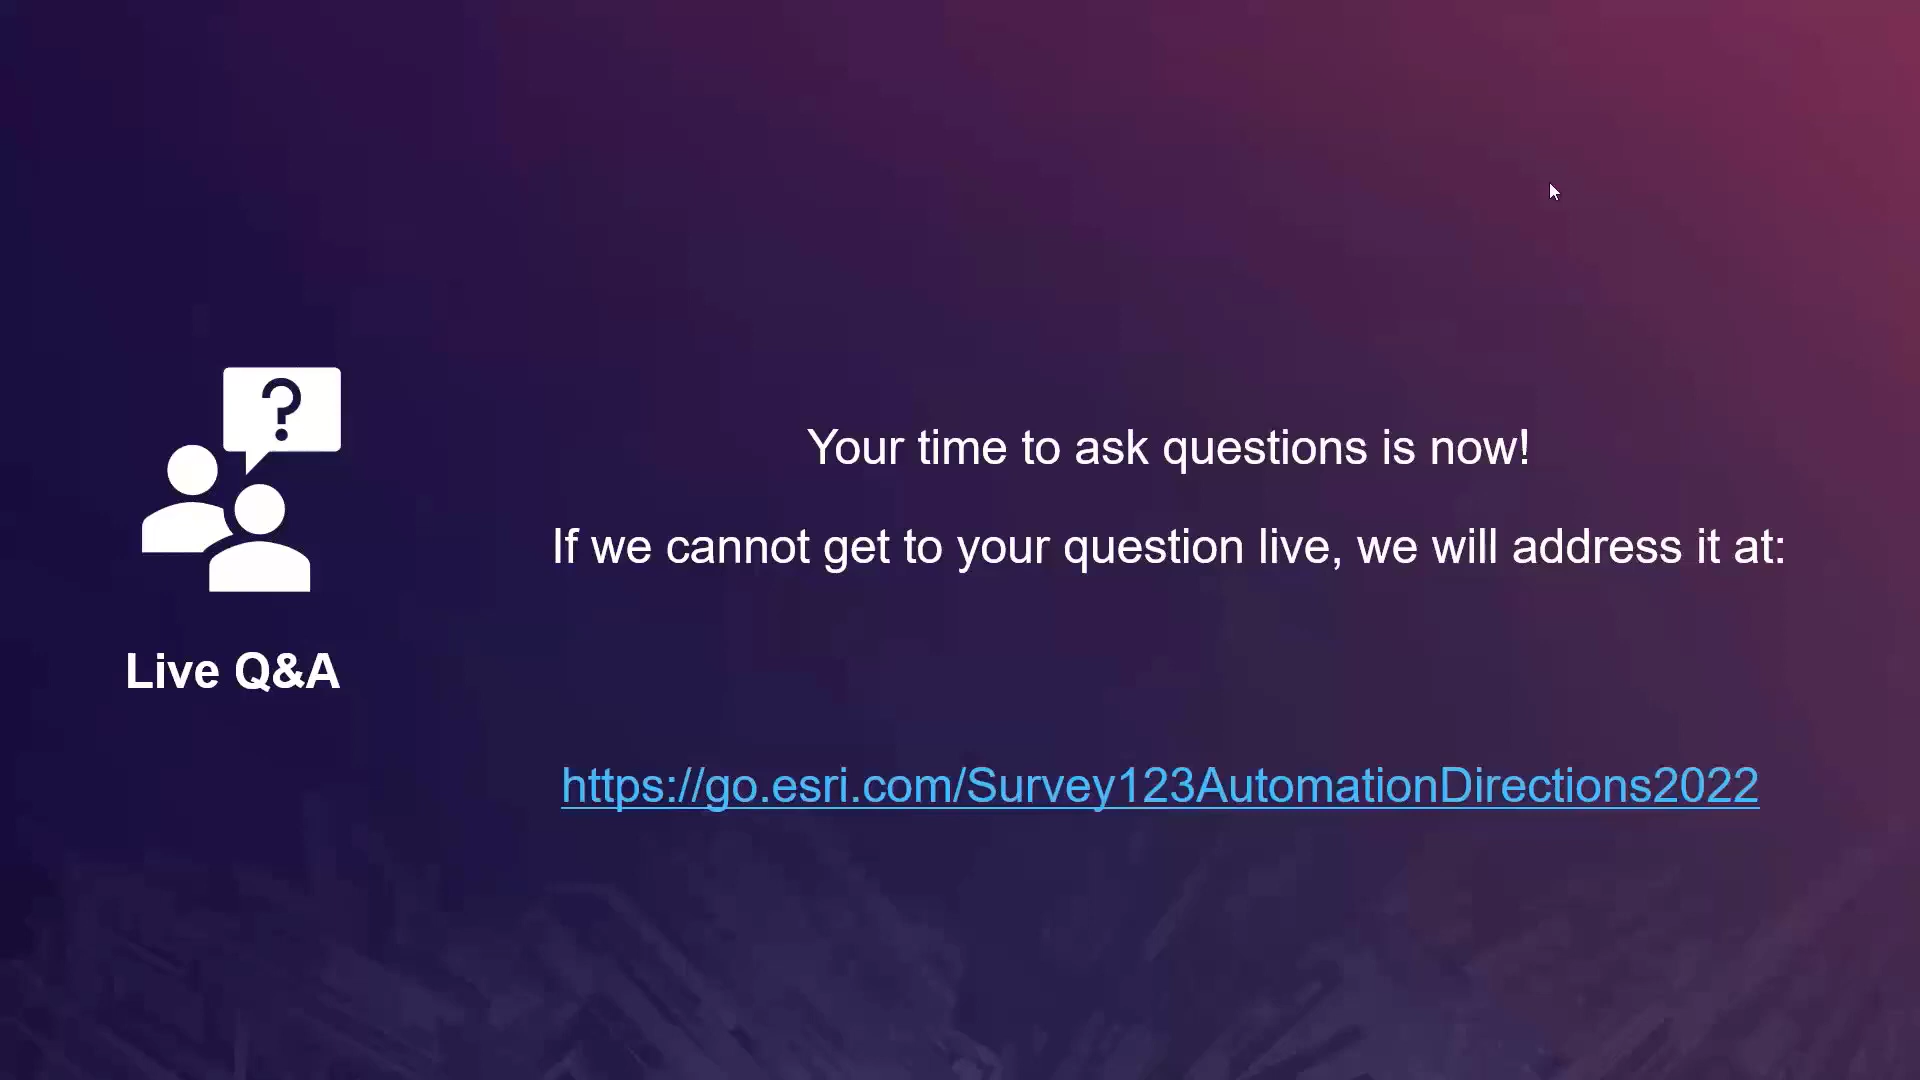 ?
Live Q&A
Your time to ask questions is now!
If we cannot get to your question live, we will address it at:
https://go.esri.com/Survey123AutomationDirections2022